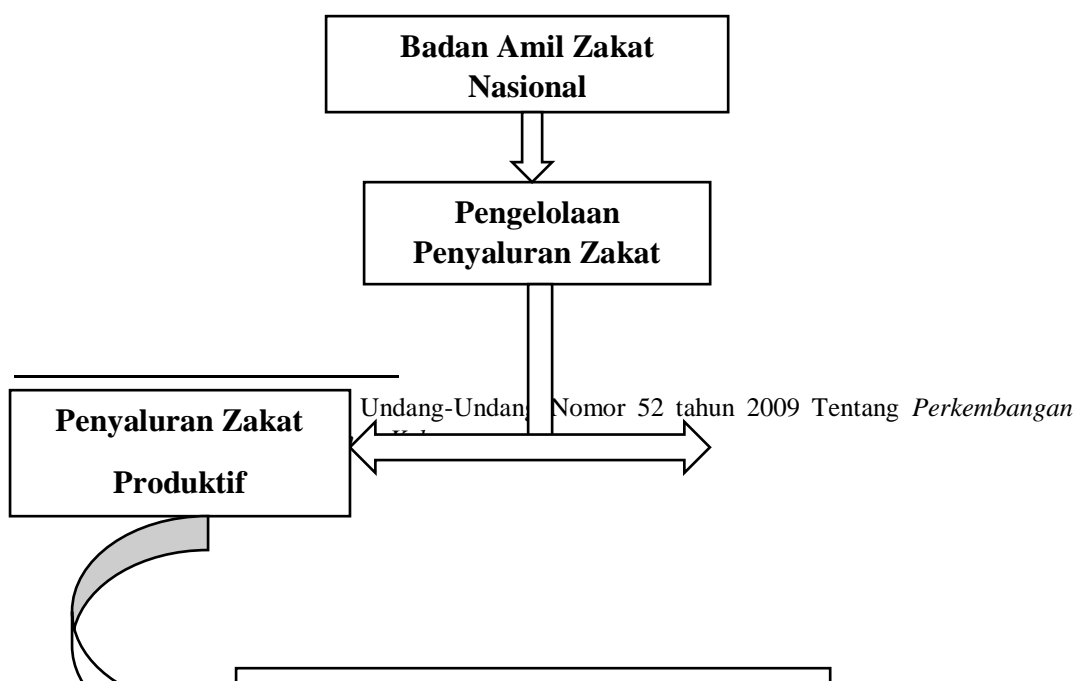 Badan Amil Zakat
Nasional
Pengelolaan
Penyaluran Zakat
Undang-Undang Nomor 52 tahun 2009 Tentang Perkembangan
Penyaluran Zakat
Produktif